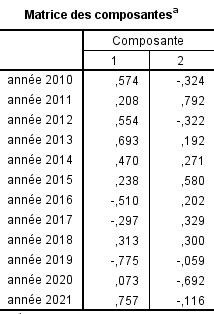 Matrice des composantesa
Composante
1 2
année 2010 ,574 -,324
année 2011 ,208 ,792
année 2012 ,554 -,322
année 2013 ,693 ,192
année 2014 ,470 ,271
année 2015 ,238 ,580
année 2016 -,510 ,202
année 2017 -,297 ,329
année 2018 ,313 ,300
année 2019 -,775 -,059
année 2020 ,073 -,692
année 2021 ,757 -,116